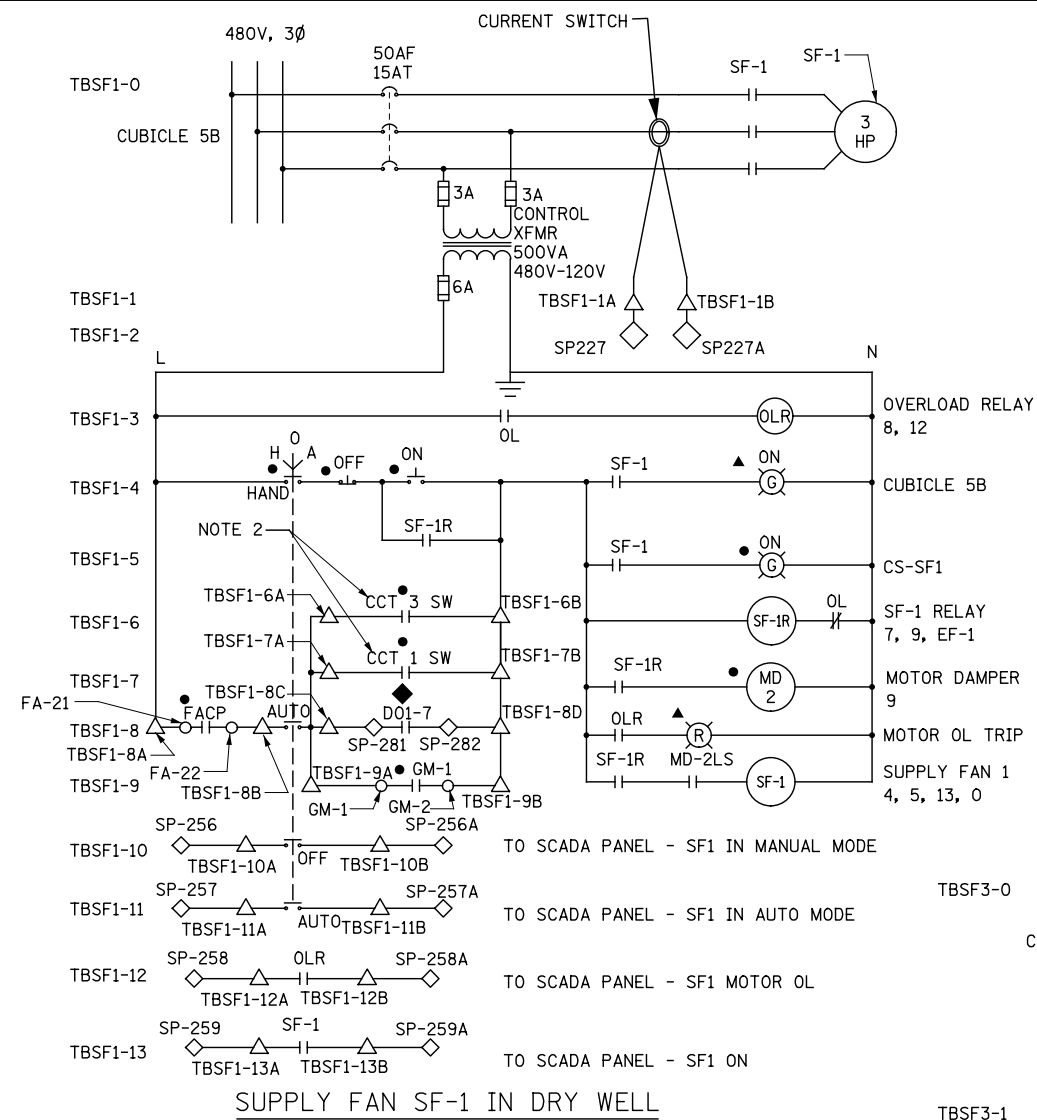 CURRENT SWITCH
480V, 3Ø
50AF
15AT
SF-1
SF-1
TBSF1-0
CUBICLE 5B
3
HP
3A
3A
CONTROL
XFMR
500VA
480V-120V
6A
TBSF1-1
TBSF1-1A
TBSF1-1B
TBSF1-2
SP227
SP227A
L
N
TBSF1-3
OL
OLR
OVERLOAD RELAY
8, 12
O
H
A
OFF
ON
SF-1
ON
TBSF1-4
HAND
G
CUBICLE 5B
NOTE 2
SF-1R
SF-1
ON
TBSF1-5
G
CS-SF1
TBSF1-6A
CCT 3 SW
TBSF1-6B
OL
TBSF1-6
SF-1R
SF-1 RELAY
7, 9, EF-1
TBSF1-7A
CCT 1 SW
TBSF1-7B
SF-1R
TBSF1-7
MD
2
MOTOR DAMPER
9
FA-21
FACP
AUTO
TBSF1-8C
DO1-7
TBSF1-8D
OLR
TBSF1-8
SP-281
SP-282
R
MOTOR OL TRIP
TBSF1-8A
FA-22
TBSF1-8B
SF-1R
MD-2LS
TBSF1-9
TBSF1-9A
GM-1
GM-1
GM-2
TBSF1-9B
SF-1
SUPPLY FAN 1
4, 5, 13, 0
SP-256
SP-256A
TBSF1-10
TBSF1-10A
OFF
TBSF1-10B
TO SCADA PANEL - SF1 IN MANUAL MODE
SP-257
SP-257A
TBSF3-0
TBSF1-11
TBSF1-11A
AUTO
TBSF1-11B
TO SCADA PANEL - SF1 IN AUTO MODE
C
SP-258
OLR
SP-258A
TBSF1-12
TBSF1-12A
TBSF1-12B
TO SCADA PANEL - SF1 MOTOR OL
SP-259
SF-1
SP-259A
TBSF1-13
TBSF1-13A
TBSF1-13B
TO SCADA PANEL - SF1 ON
SUPPLY FAN SF-1 IN DRY WELL
TBSF3-1